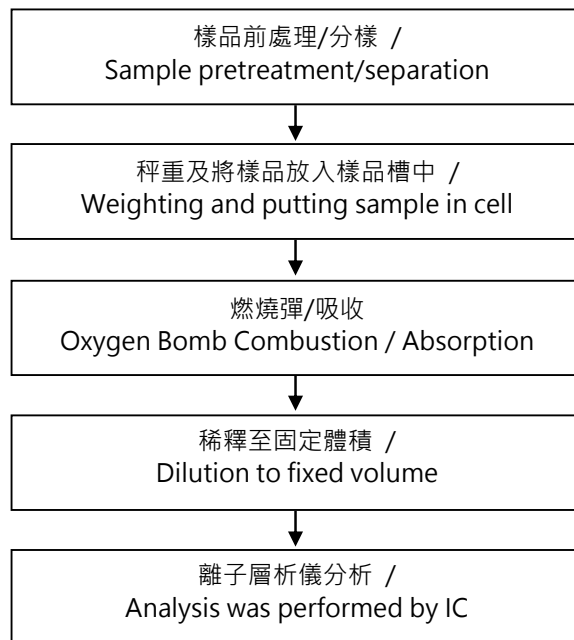 樣品前處理/分樣 /
Sample pretreatment/separation
秤重及將樣品放入樣品槽中 /
Weighting and putting sample in cell
燃燒彈/吸收
Oxygen Bomb Combustion / Absorption
稀釋至固定體積 /
Dilution to fixed volume
離子層析儀分析 /
Analysis was performed by IC